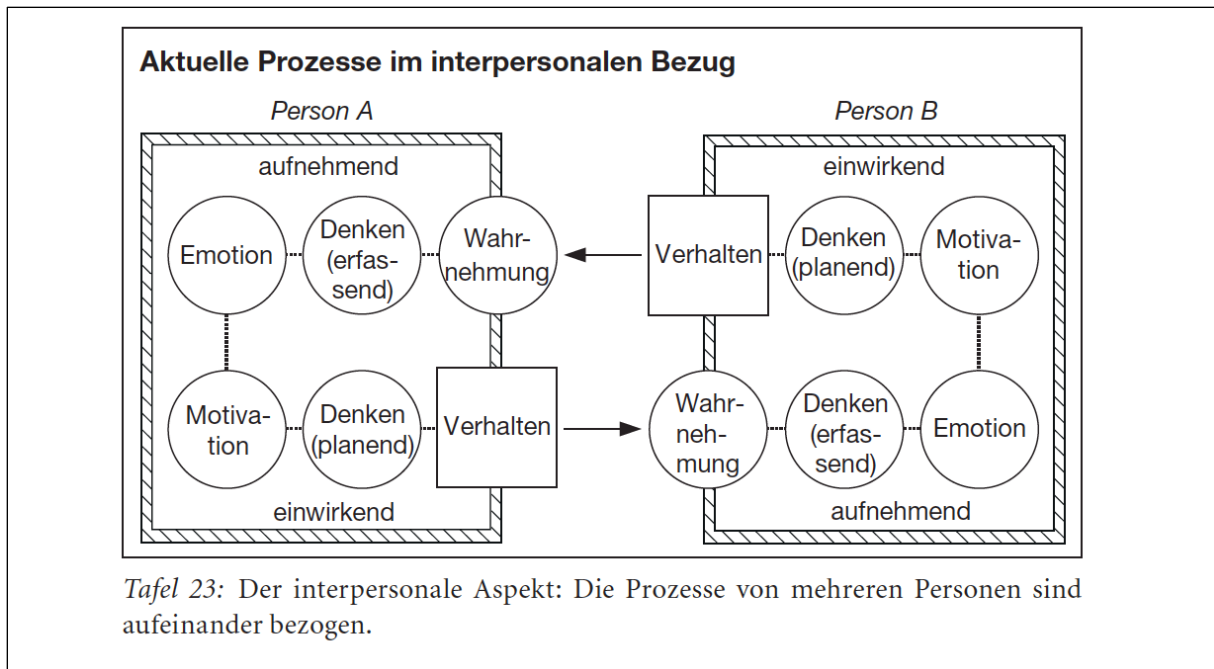 Aktuelle Prozesse im interpersonalen Bezug
Person A
Person B
aufnehmend
einwirkend
Emotion
Denken
(erfas-
send)
Wahr-
nehmung
Verhalten
Denken
(planend)
Motiva-
tion
Motiva-
tion
Denken
(planend)
Verhalten
Wahr-
neh-
mung
Denken
(erfas-
send)
Emotion
einwirkend
aufnehmend
Tafel 23: Der interpersonale Aspekt: Die Prozesse von mehreren Personen sind
aufeinander bezogen.